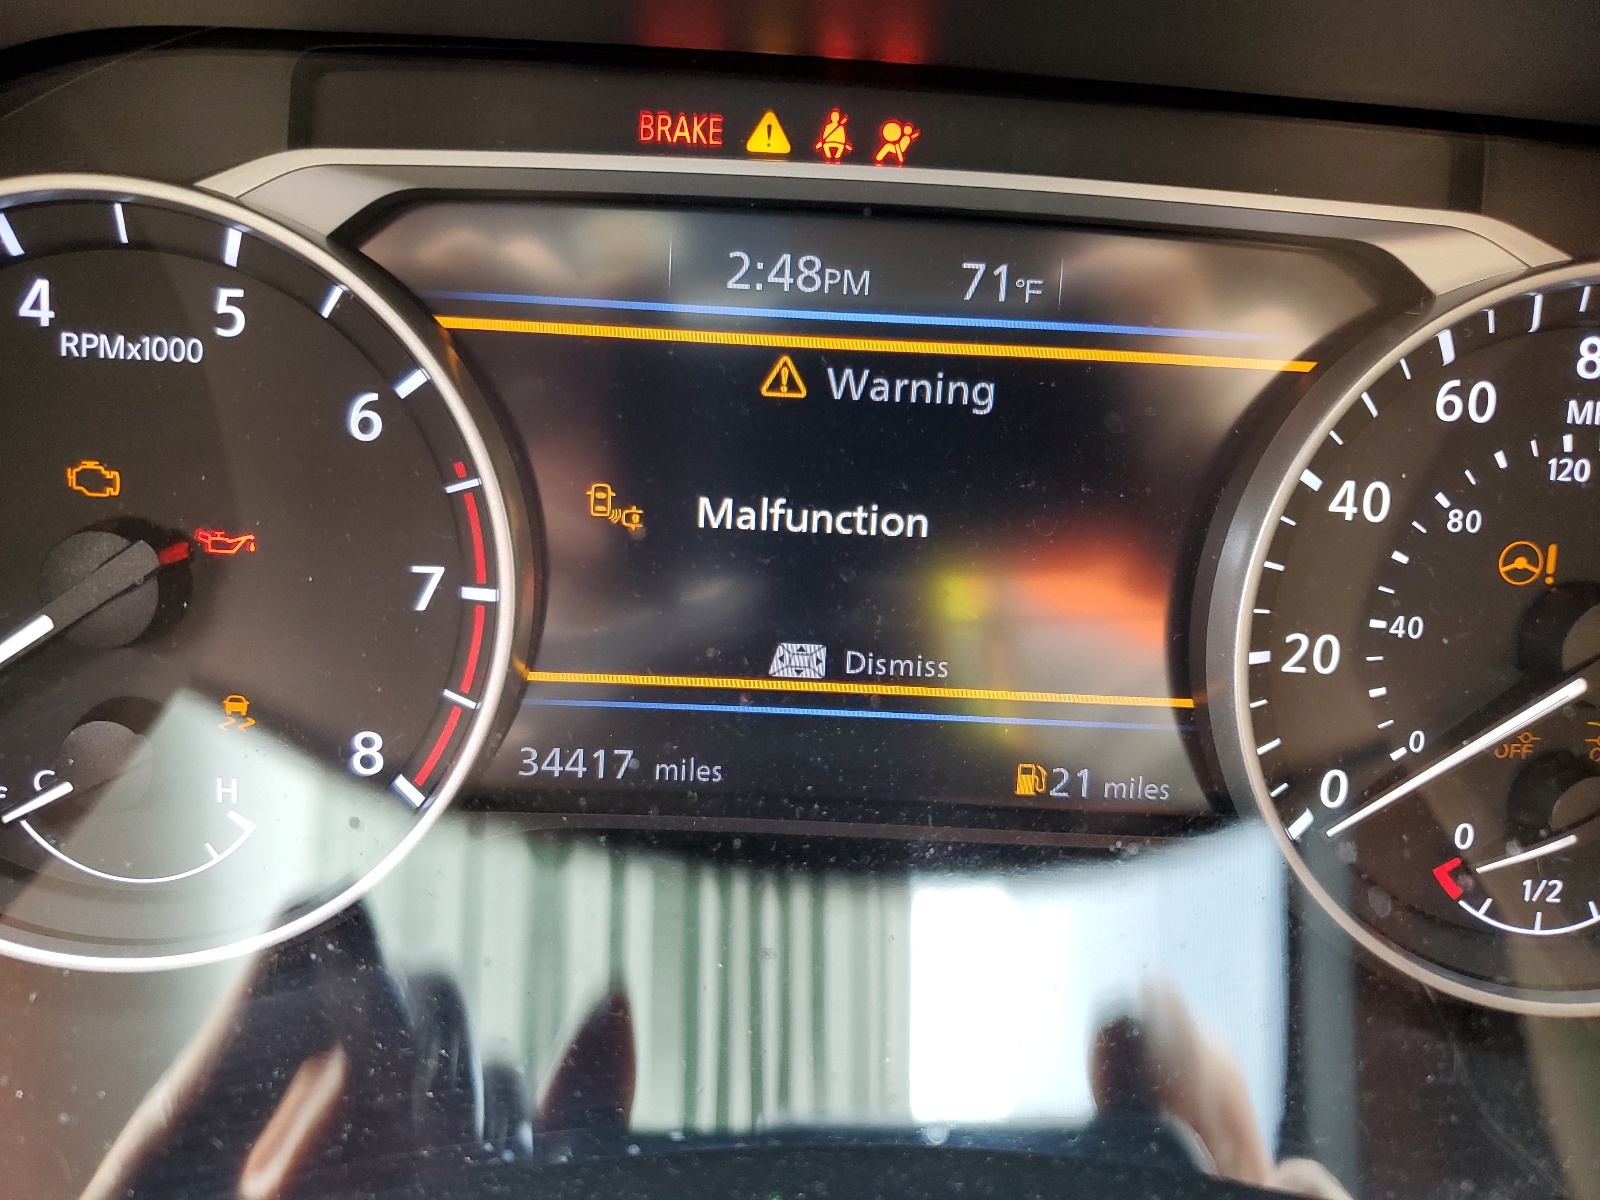 BRAKE
2:48PM 71°F
4
5
RPMx1000
6
7
8
C
H
Warning
Malfunction
Dismiss
34417 miles
21 miles
60
40
20
0
120
80
40
0
OFF
0
1/2